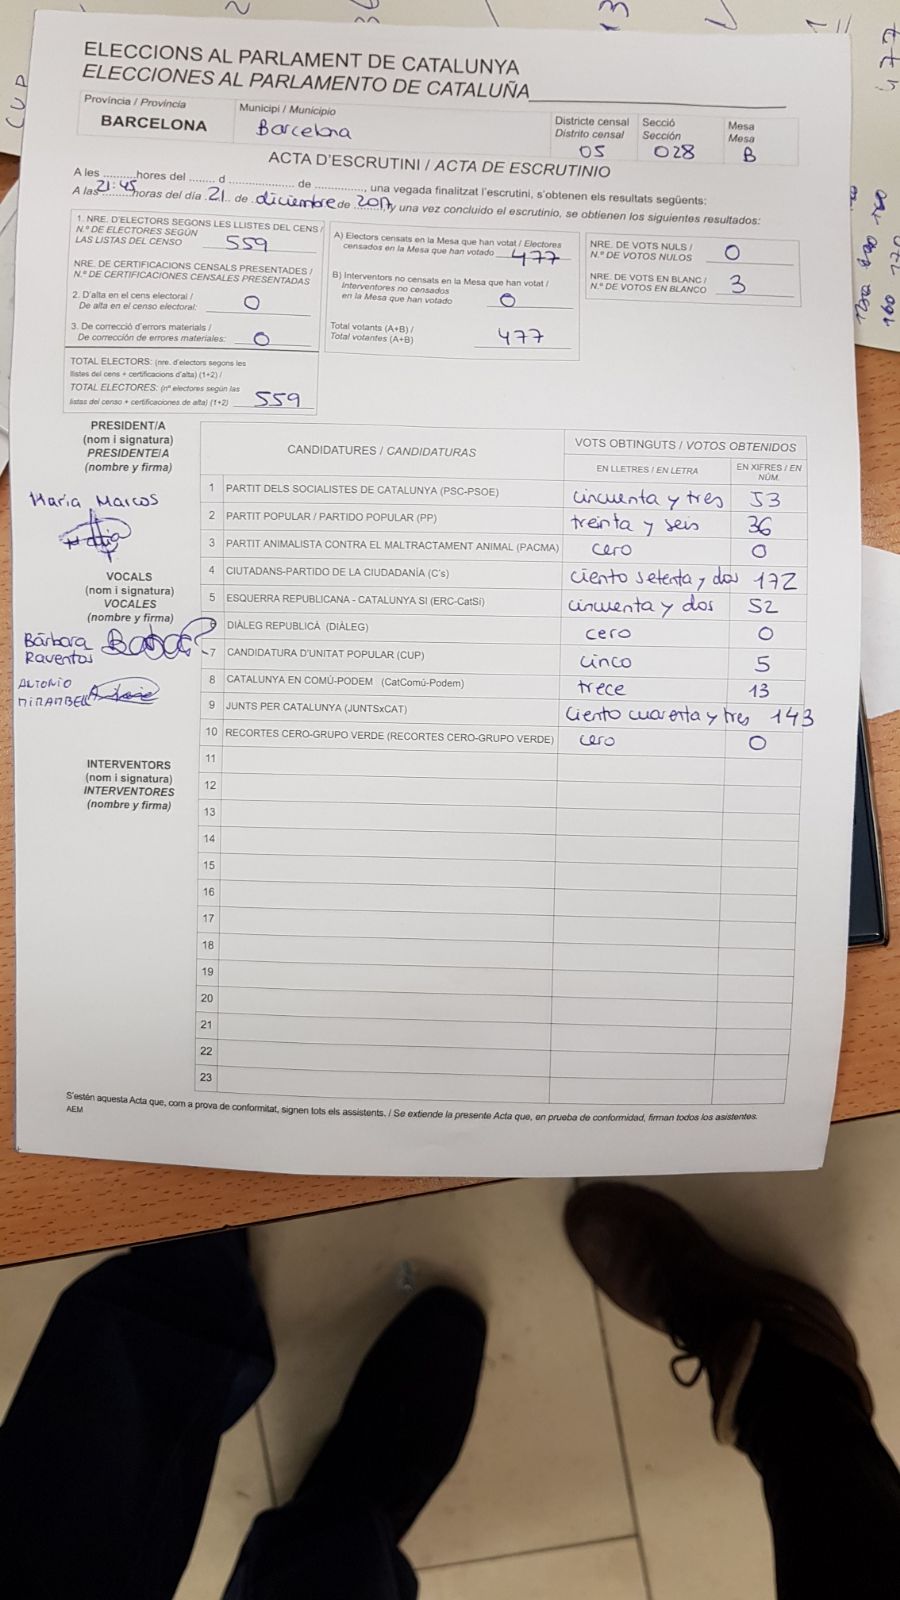 ELECCIONS AL PARLAMENT DE CATALUNYA
ELECCIONES AL PARLAMENTO DE CATALUÑA
Província / Provincia
BARCELONA
Municipi / Municipio
Barcelona
Districte censal
Distrito censal
05
Secció
Sección
028
Mesa
Mesa
B
ACTA D'ESCRUTINI / ACTA DE ESCRUTINIO
A les ..........hores del ........ d .................... de ..............., una vegada finalitzat l'escrutini, s'obtenen els resultats següents:
A las 21:45 horas del día 21 de diciembre de 2017 y una vez concluido el escrutinio, se obtienen los siguientes resultados:
1. NRE. D'ELECTORS SEGONS LES LLISTES DEL CENS /
N.º DE ELECTORES SEGÚN
LAS LISTAS DEL CENSO 559
NRE. DE CERTIFICACIONS CENSALS PRESENTADES /
N.º DE CERTIFICACIONES CENSALES PRESENTADAS
2. D'alta en el cens electoral /
De alta en el censo electoral: 0
3. De correcció d'errors materials /
De corrección de errores materiales: 0
TOTAL ELECTORS: (nre. d'electors segons les
llistes del cens + certificacions d'alta) (1+2) /
TOTAL ELECTORES: (nº electores según las
listas del censo + certificaciones de alta) (1+2) 559
A) Electors censats en la Mesa que han votat / Electores
censados en la Mesa que han votado 477
B) Interventors no censats en la Mesa que han votat /
Interventores no censados
en la Mesa que han votado 0
Total votants (A+B) /
Total votantes (A+B) 477
NRE. DE VOTS NULS /
N.º DE VOTOS NULOS 0
NRE. DE VOTS EN BLANC /
N.º DE VOTOS EN BLANCO 3
PRESIDENT/A
(nom i signatura)
PRESIDENTE/A
(nombre y firma)
Maria Marcos
VOCALS
(nom i signatura)
VOCALES
(nombre y firma)
Bárbara
Raventos
ANTONIO
MIRAMBELL
INTERVENTORS
(nom i signatura)
INTERVENTORES
(nombre y firma)
CANDIDATURES / CANDIDATURAS
VOTS OBTINGUTS / VOTOS OBTENIDOS
EN LLETRES / EN LETRA
EN XIFRES / EN
NÚM.
1 PARTIT DELS SOCIALISTES DE CATALUNYA (PSC-PSOE) cincuenta y tres 53
2 PARTIT POPULAR / PARTIDO POPULAR (PP) treinta y seis 36
3 PARTIT ANIMALISTA CONTRA EL MALTRACTAMENT ANIMAL (PACMA) cero 0
4 CIUTADANS-PARTIDO DE LA CIUDADANÍA (C's) ciento setenta y dos 172
5 ESQUERRA REPUBLICANA - CATALUNYA SI (ERC-CatSí) cincuenta y dos 52
6 DIÀLEG REPUBLICÀ (DIÀLEG) cero 0
7 CANDIDATURA D'UNITAT POPULAR (CUP) cinco 5
8 CATALUNYA EN COMÚ-PODEM (CatComú-Podem) trece 13
9 JUNTS PER CATALUNYA (JUNTSxCAT) ciento cuarenta y tres 143
10 RECORTES CERO-GRUPO VERDE (RECORTES CERO-GRUPO VERDE) cero 0
11
12
13
14
15
16
17
18
19
20
21
22
23
S'estén aquesta Acta que, com a prova de conformitat, signen tots els assistents. / Se extiende la presente Acta que, en prueba de conformidad, firman todos los asistentes.
AEM
CUP
13
477